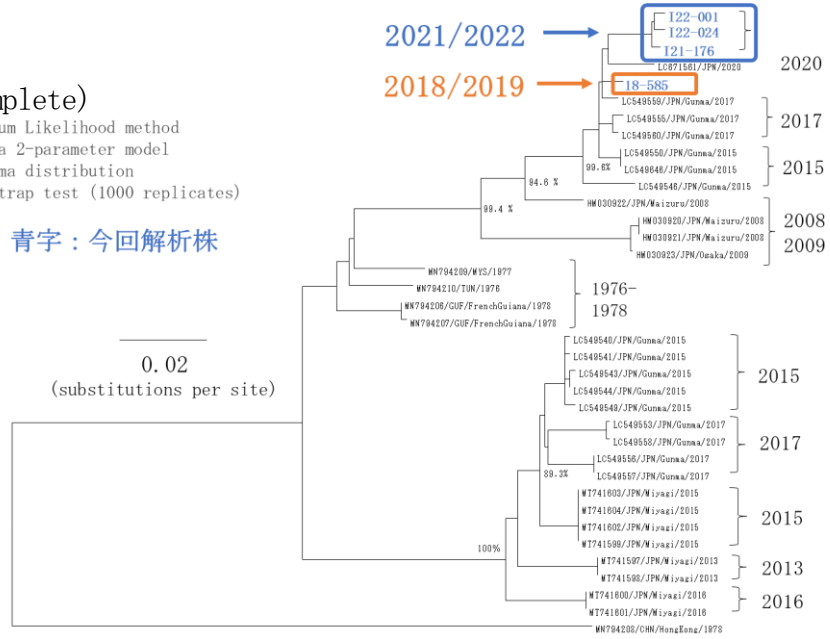 I22-001
2021/2022
I22-024
I21-176
LC671561/JPN/2020
2020
2018/2019
18-585
mplete)
um Likelihood method
a 2-parameter model
ma distribution
strap test (1000 replicates)
LC549559/JPN/Gunma/2017
LC549555/JPN/Gunma/2017
LC549560/JPN/Gunma/2017
2017
LC549550/JPN/Gunma/2015
LC549648/JPN/Gunma/2015
LC549546/JPN/Gunma/2015
2015
99.6%
94.6 %
99.4 %
HM030922/JPN/Maizuru/2008
HM030920/JPN/Maizuru/2008
HM030921/JPN/Maizuru/2008
HM030923/JPN/Osaka/2009
2008
2009
青字：今回解析株
MN794209/MYS/1977
MN794210/TUN/1976
MN794206/GUF/FrenchGuiana/1978
MN794207/GUF/FrenchGuiana/1978
1976-
1978
0.02
(substitutions per site)
LC549540/JPN/Gunma/2015
LC549541/JPN/Gunma/2015
LC549543/JPN/Gunma/2015
LC549544/JPN/Gunma/2015
LC549549/JPN/Gunma/2015
2015
LC549553/JPN/Gunma/2017
LC549558/JPN/Gunma/2017
LC549556/JPN/Gunma/2017
LC549557/JPN/Gunma/2017
2017
89.3%
MT741603/JPN/Miyagi/2015
MT741604/JPN/Miyagi/2015
MT741602/JPN/Miyagi/2015
MT741599/JPN/Miyagi/2015
2015
100%
MT741597/JPN/Miyagi/2013
MT741598/JPN/Miyagi/2013
2013
MT741600/JPN/Miyagi/2016
MT741601/JPN/Miyagi/2016
2016
MN794208/CHN/HongKong/1978